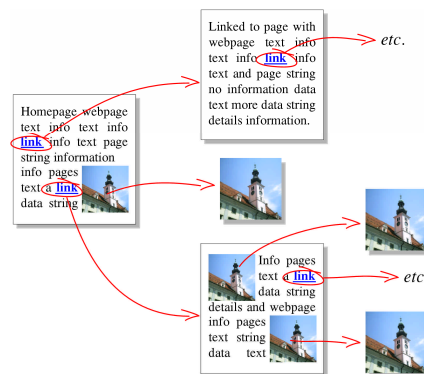 Homepage webpage
text info text info
link info text page
string information
info pages
text a link
data string
Linked to page with
webpage text info
text info link info
text and page string
no information data
text more data string
details information.
etc.
Info pages
text a link
data string
details and webpage
info pages
text string
data text
etc